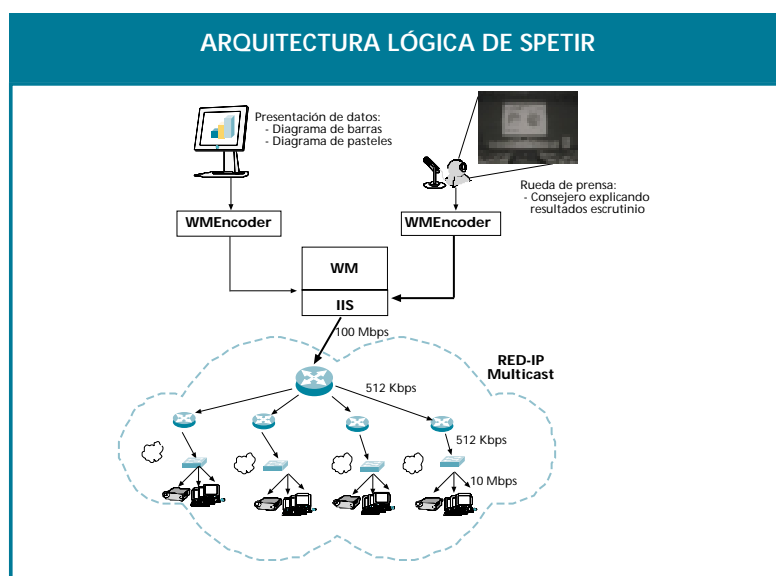 ARQUITECTURA LÓGICA DE SPETIR
Presentación de datos:
- Diagrama de barras
- Diagrama de pasteles
Rueda de prensa:
- Consejero explicando
resultados escrutinio
WMEncoder
WMEncoder
WM
IIS
100 Mbps
RED-IP
Multicast
512 Kbps
512 Kbps
10 Mbps